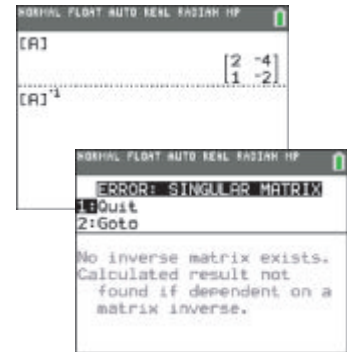 NORMAL FLOAT AUTO REAL RADIAN MP
[A]
[2 -4]
[1 -2]
[A]-1
NORMAL FLOAT AUTO REAL RADIAN MP
ERROR: SINGULAR MATRIX
1:Quit
2:Goto
No inverse matrix exists.
Calculated result not
found if dependent on a
matrix inverse.